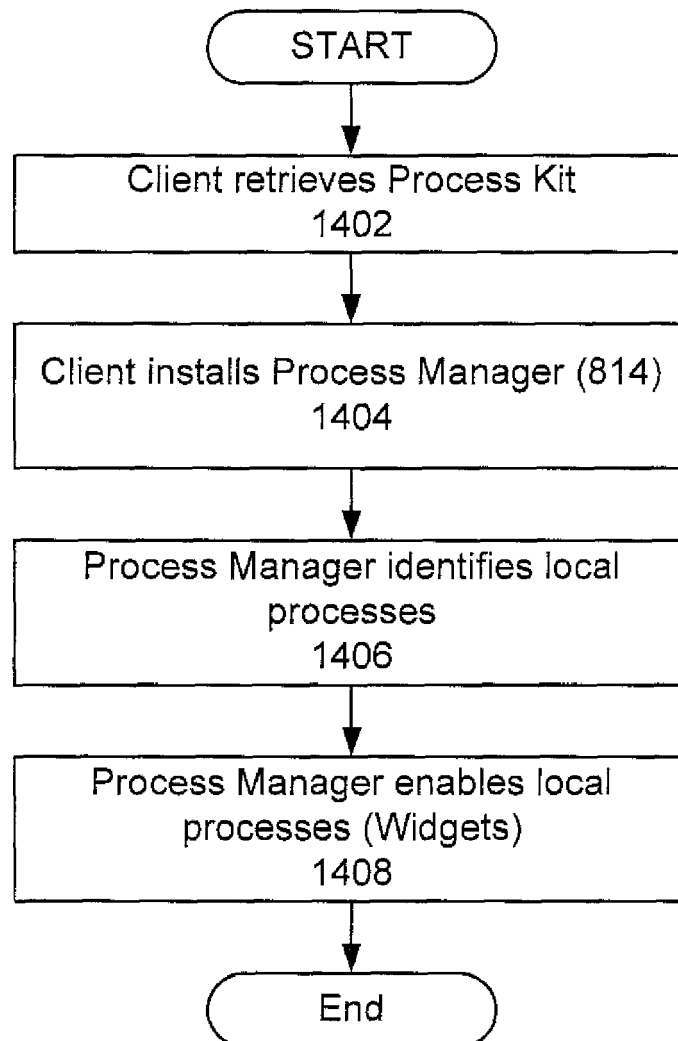 START
Client retrieves Process Kit
1402
Client installs Process Manager (814)
1404
Process Manager identifies local
processes
1406
Process Manager enables local
processes (Widgets)
1408
End